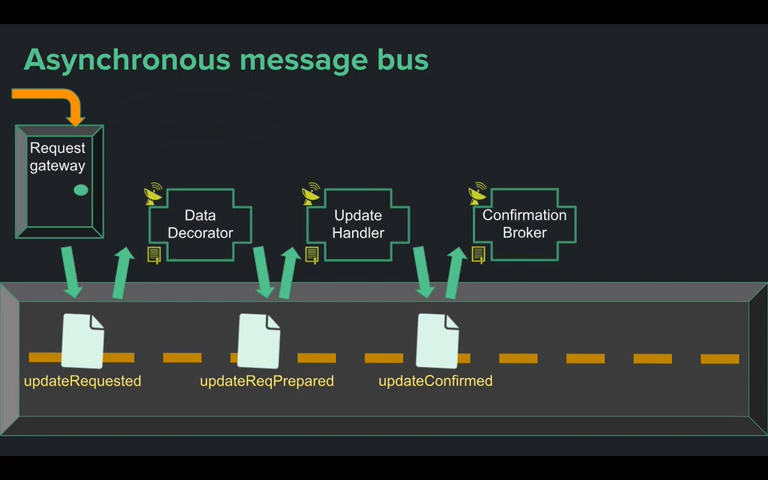 Asynchronous message bus
Request
gateway
Data
Decorator
Update
Handler
Confirmation
Broker
updateRequested
updateReqPrepared
updateConfirmed